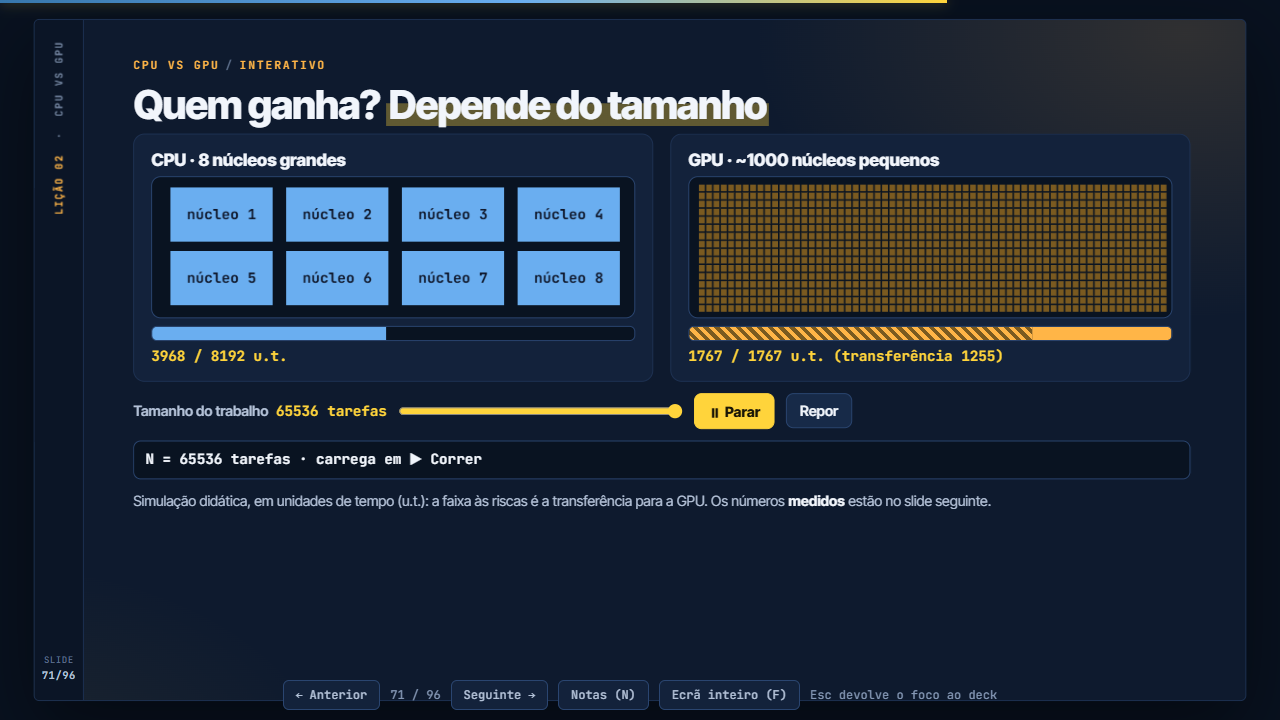 LIÇÃO 02 · CPU VS GPU
CPU VS GPU / INTERATIVO
Quem ganha? Depende do tamanho
CPU · 8 núcleos grandes
núcleo 1
núcleo 2
núcleo 3
núcleo 4
núcleo 5
núcleo 6
núcleo 7
núcleo 8
3968 / 8192 u.t.
GPU · ~1000 núcleos pequenos
1767 / 1767 u.t. (transferência 1255)
Tamanho do trabalho 65536 tarefas
⏸ Parar
Repor
N = 65536 tarefas · carrega em ▶ Correr
Simulação didática, em unidades de tempo (u.t.): a faixa às riscas é a transferência para a GPU. Os números medidos estão no slide seguinte.
SLIDE
71/96
← Anterior
71 / 96
Seguinte →
Notas (N)
Ecrã inteiro (F)
Esc devolve o foco ao deck